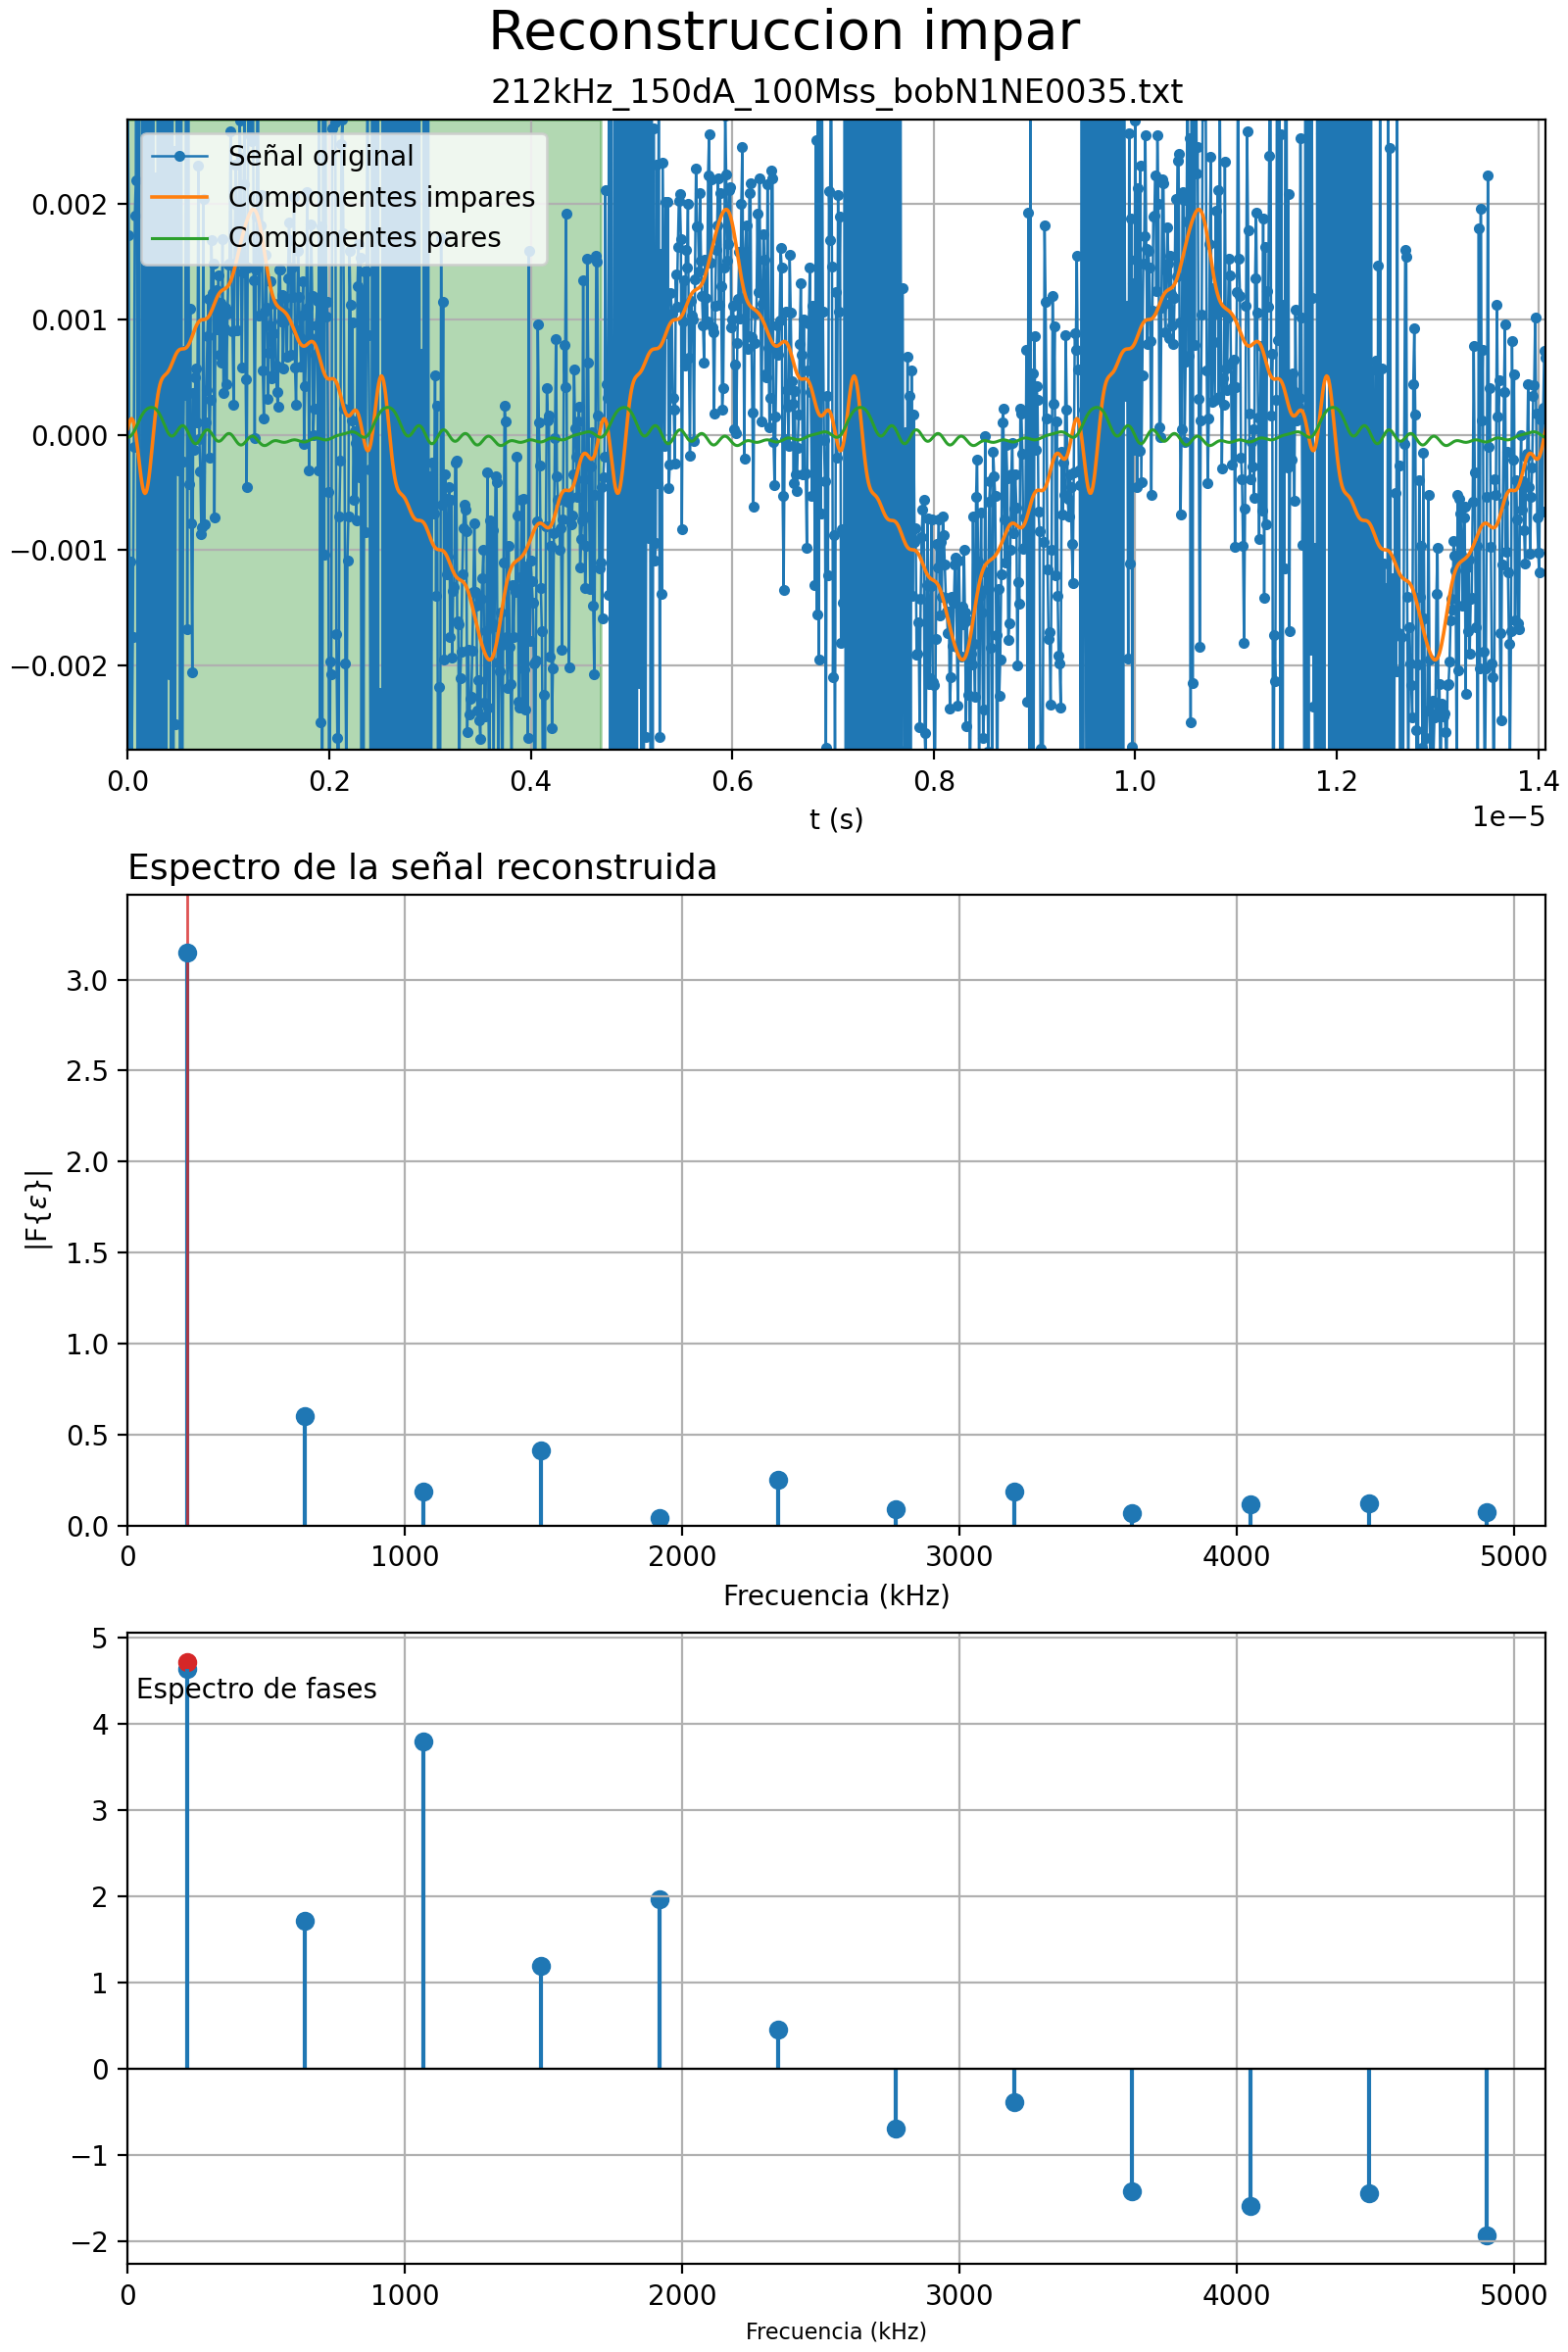 Reconstruccion impar
212kHz_150dA_100Mss_bobN1NE0035.txt
Señal original
Componentes impares
Componentes pares
0.002
0.001
0.000
−0.001
−0.002
0.0 0.2 0.4 0.6 0.8 1.0 1.2 1.4
1e−5
t (s)
Espectro de la señal reconstruida
3.0
2.5
2.0
1.5
1.0
0.5
0.0
|F{ε}|
0 1000 2000 3000 4000 5000
Frecuencia (kHz)
5
4
3
2
1
0
−1
−2
Espectro de fases
0 1000 2000 3000 4000 5000
Frecuencia (kHz)